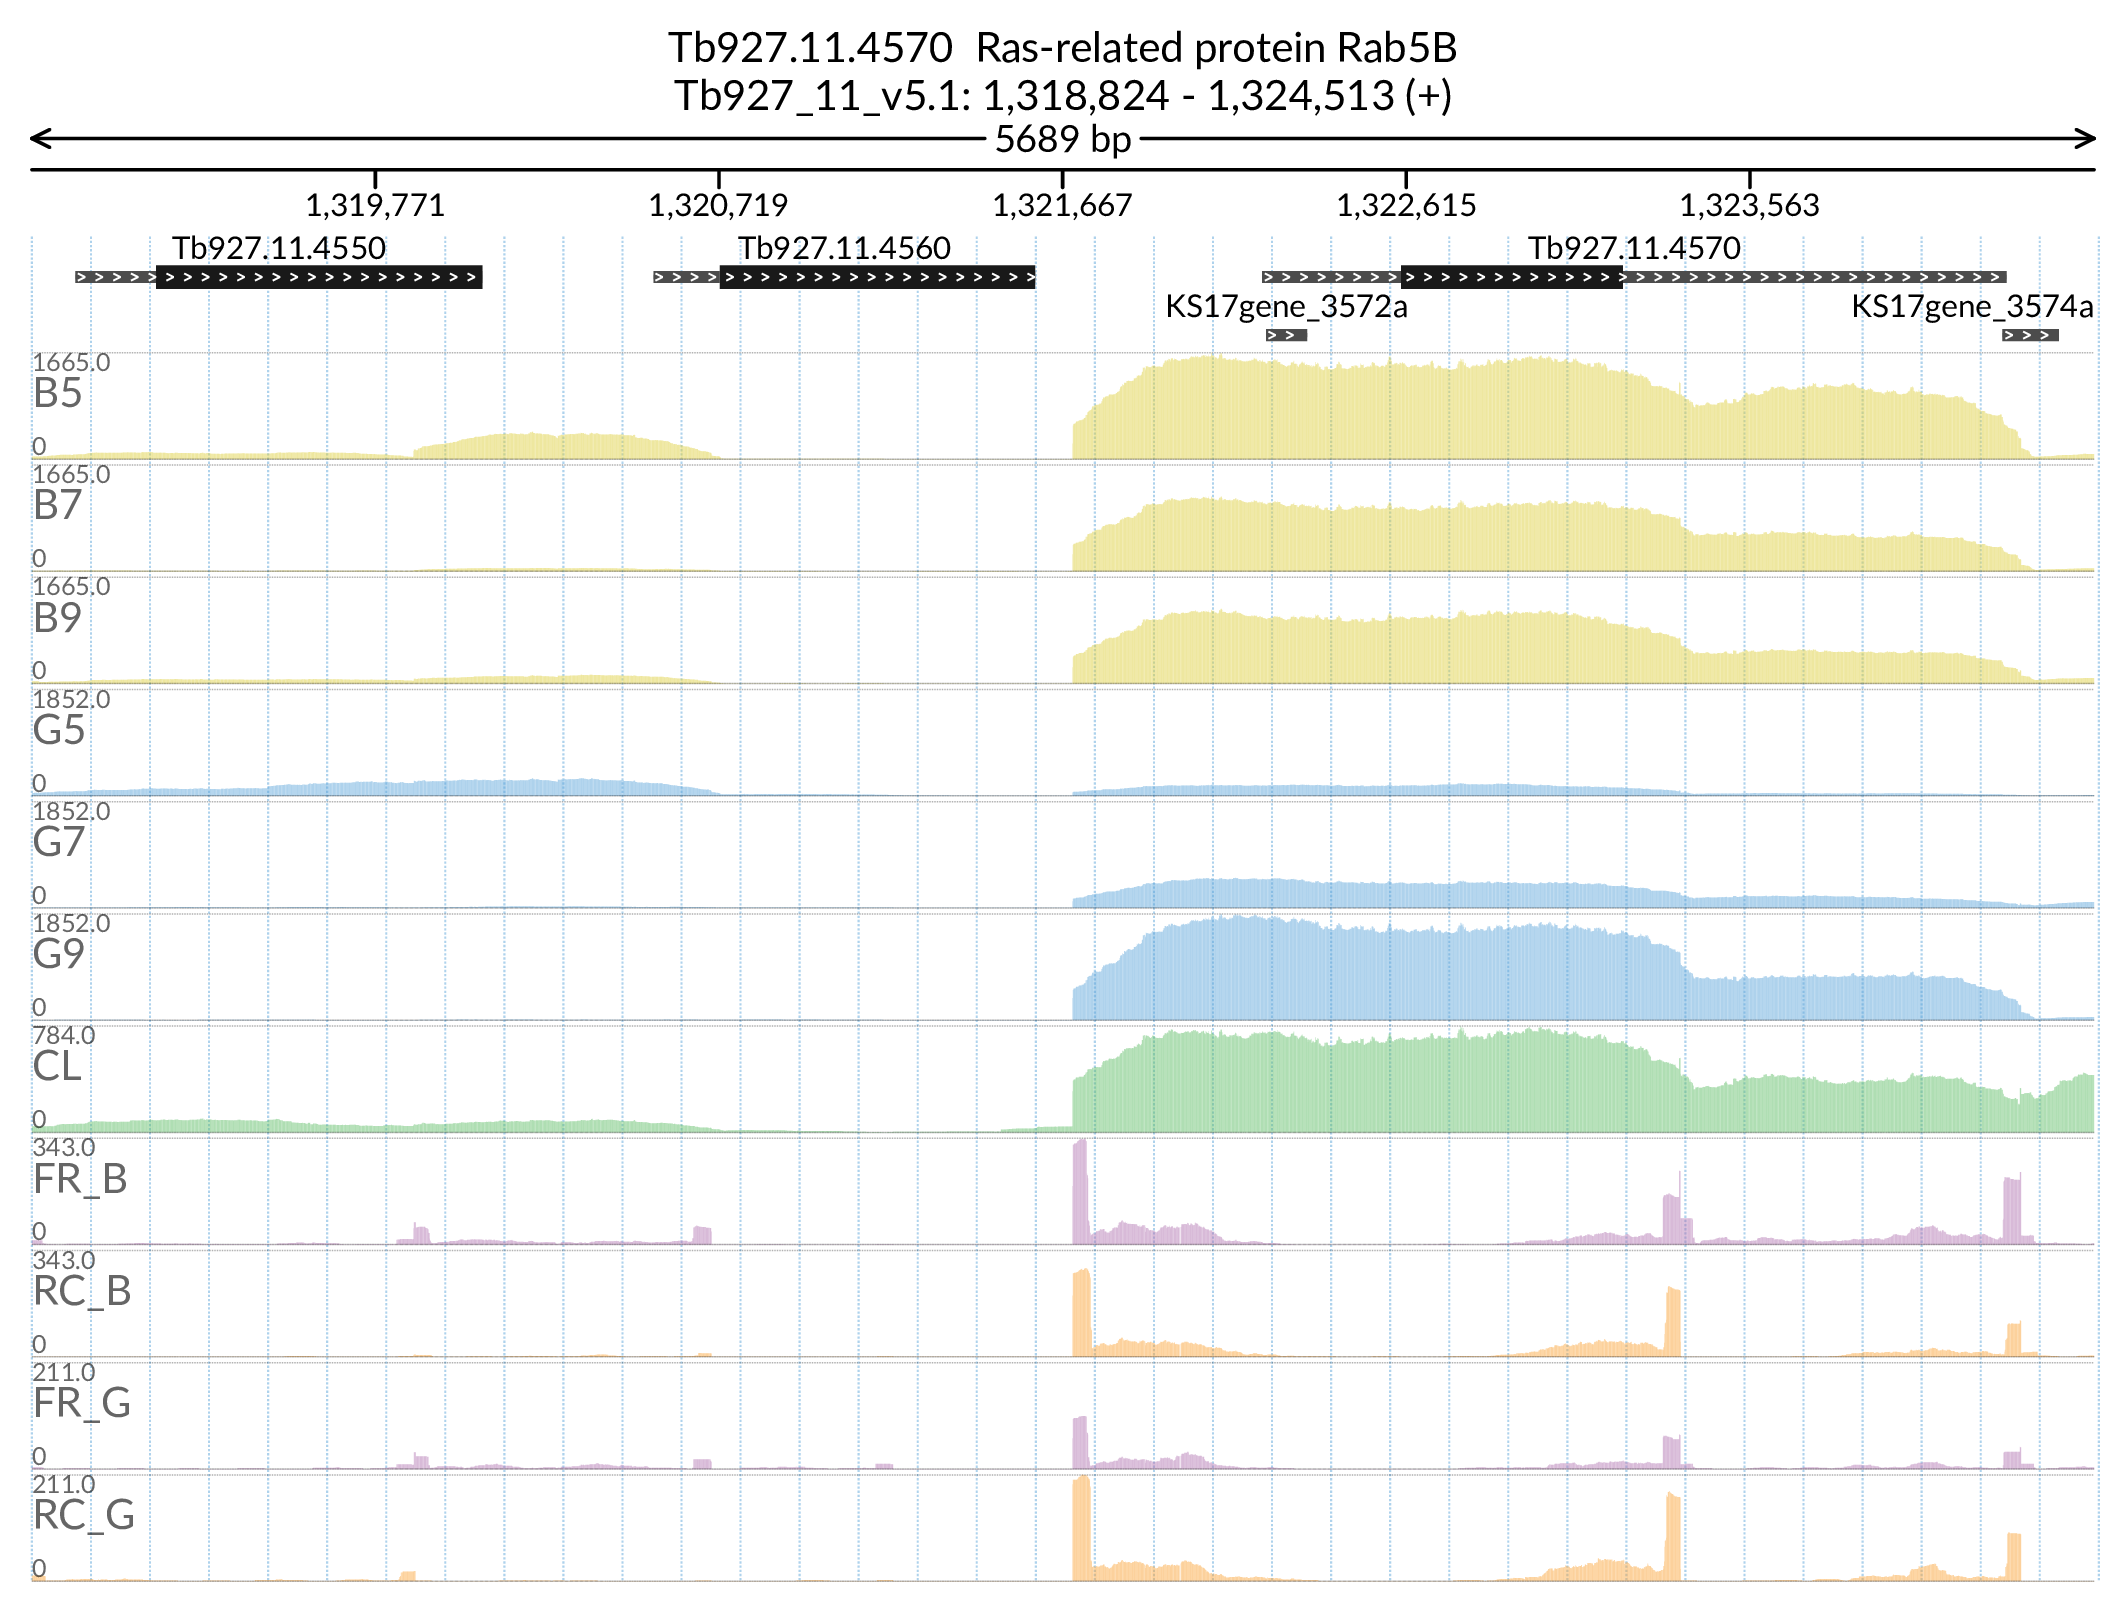 Tb927.11.4570  Ras-related protein Rab5B
Tb927_11_v5.1: 1,318,824 - 1,324,513 (+)
5689 bp
1,319,771 1,320,719 1,321,667 1,322,615 1,323,563
Tb927.11.4550 Tb927.11.4560 Tb927.11.4570
KS17gene_3572a KS17gene_3574a
1665.0
B5
0
1665.0
B7
0
1665.0
B9
0
1852.0
G5
0
1852.0
G7
0
1852.0
G9
0
784.0
CL
0
343.0
FR_B
0
343.0
RC_B
0
211.0
FR_G
0
211.0
RC_G
0